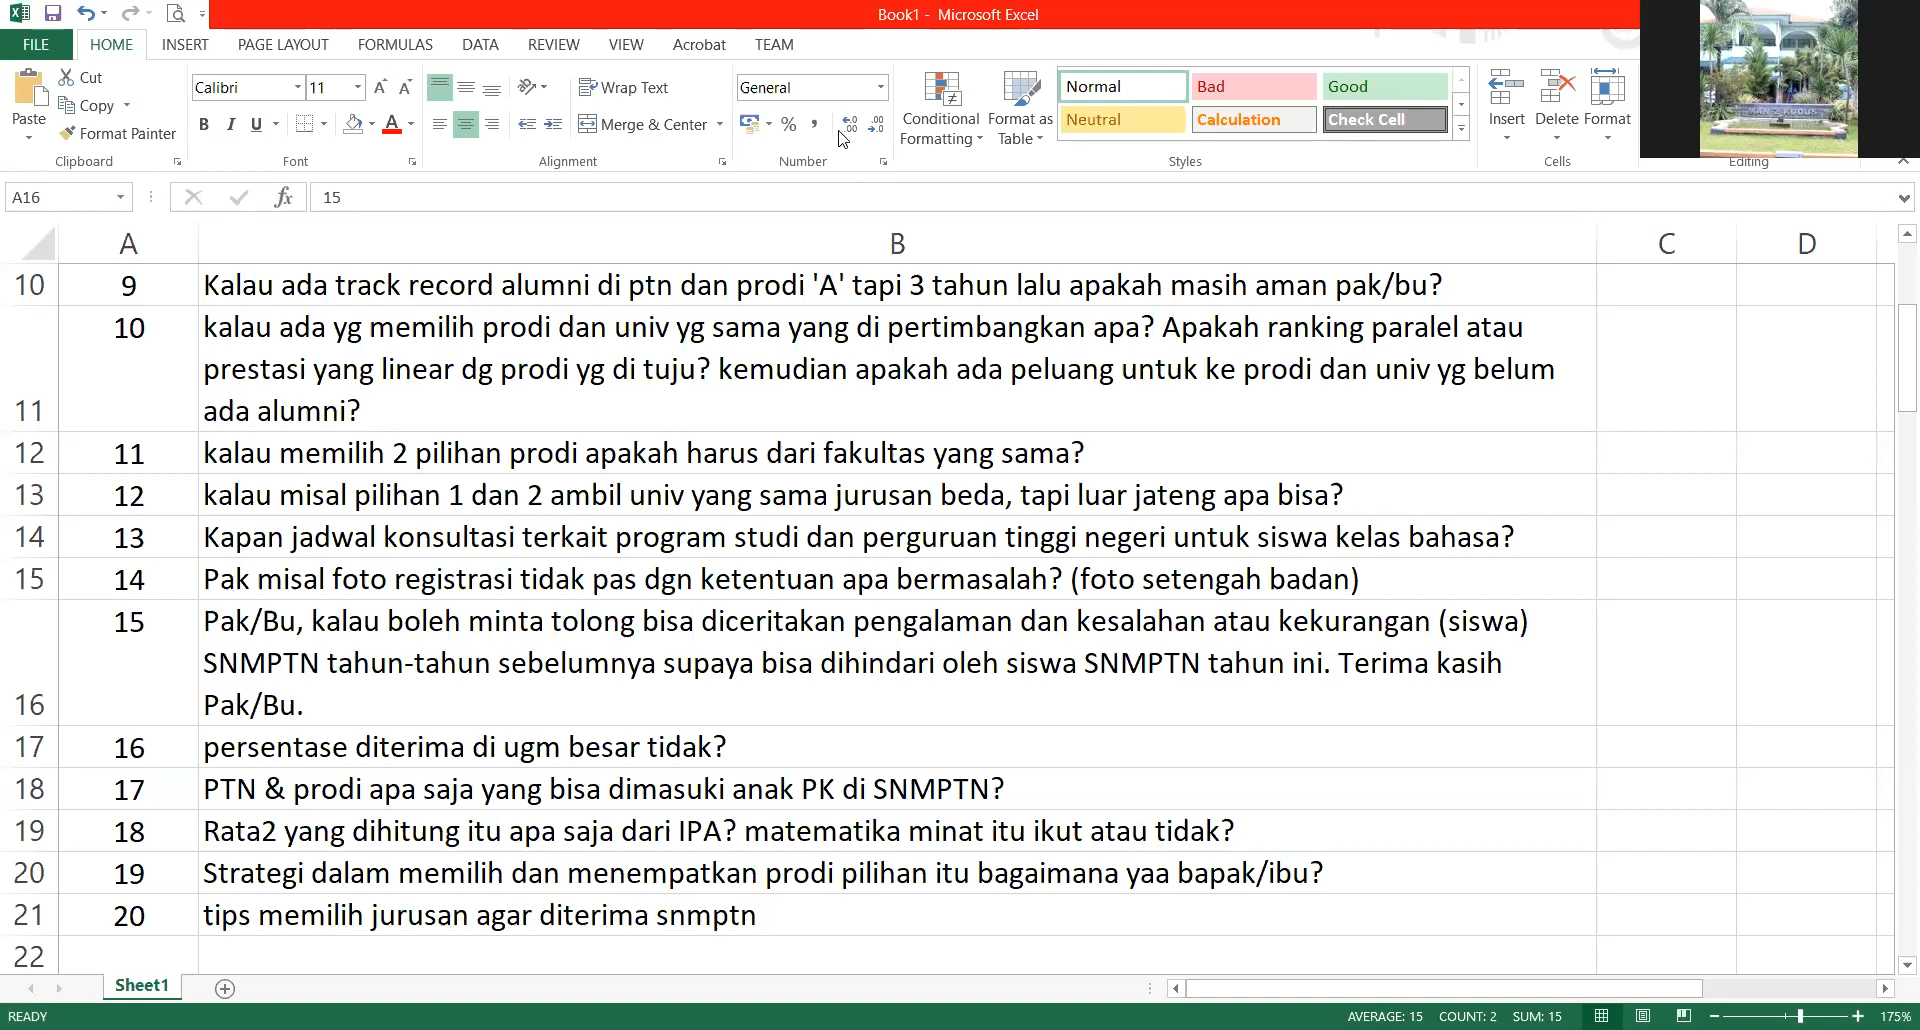 Book1 - Microsoft Excel
FILE HOME INSERT PAGE LAYOUT FORMULAS DATA REVIEW VIEW Acrobat TEAM
Paste
Cut
Copy
Format Painter
Clipboard
Calibri 11
B I U A
Font
Wrap Text
Merge & Center
Alignment
General
%
Number
Conditional Formatting
Format as Table
Normal Bad Good
Neutral Calculation Check Cell
Styles
Insert Delete Format
Cells
Editing
KUDUS
A16 fx 15
A B C D
10 9 Kalau ada track record alumni di ptn dan prodi 'A' tapi 3 tahun lalu apakah masih aman pak/bu?
10 kalau ada yg memilih prodi dan univ yg sama yang di pertimbangkan apa? Apakah ranking paralel atau
prestasi yang linear dg prodi yg di tuju? kemudian apakah ada peluang untuk ke prodi dan univ yg belum
11 ada alumni?
12 11 kalau memilih 2 pilihan prodi apakah harus dari fakultas yang sama?
13 12 kalau misal pilihan 1 dan 2 ambil univ yang sama jurusan beda, tapi luar jateng apa bisa?
14 13 Kapan jadwal konsultasi terkait program studi dan perguruan tinggi negeri untuk siswa kelas bahasa?
15 14 Pak misal foto registrasi tidak pas dgn ketentuan apa bermasalah? (foto setengah badan)
15 Pak/Bu, kalau boleh minta tolong bisa diceritakan pengalaman dan kesalahan atau kekurangan (siswa)
SNMPTN tahun-tahun sebelumnya supaya bisa dihindari oleh siswa SNMPTN tahun ini. Terima kasih
16 Pak/Bu.
17 16 persentase diterima di ugm besar tidak?
18 17 PTN & prodi apa saja yang bisa dimasuki anak PK di SNMPTN?
19 18 Rata2 yang dihitung itu apa saja dari IPA? matematika minat itu ikut atau tidak?
20 19 Strategi dalam memilih dan menempatkan prodi pilihan itu bagaimana yaa bapak/ibu?
21 20 tips memilih jurusan agar diterima snmptn
22
Sheet1
READY AVERAGE: 15 COUNT: 2 SUM: 15 175%